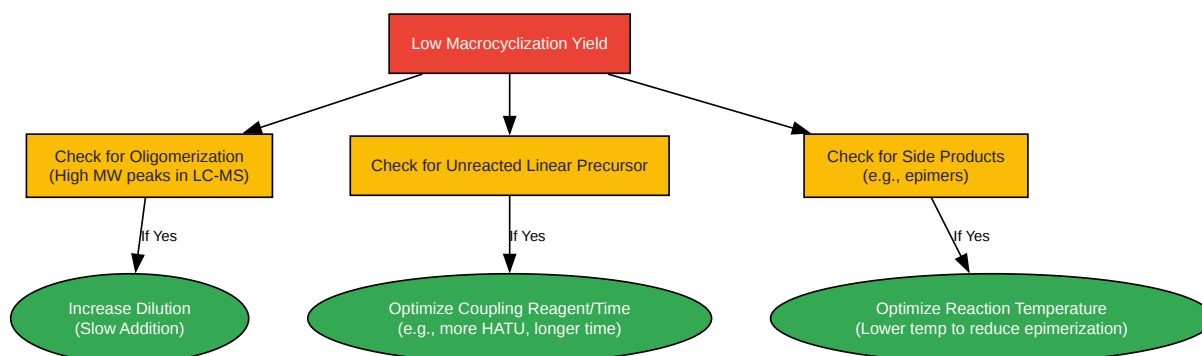 Low Macrocyclization Yield
Check for Oligomerization
(High MW peaks in LC-MS)
Check for Unreacted Linear Precursor
Check for Side Products
(e.g., epimers)
If Yes
If Yes
If Yes
Increase Dilution
(Slow Addition)
Optimize Coupling Reagent/Time
(e.g., more HATU, longer time)
Optimize Reaction Temperature
(Lower temp to reduce epimerization)